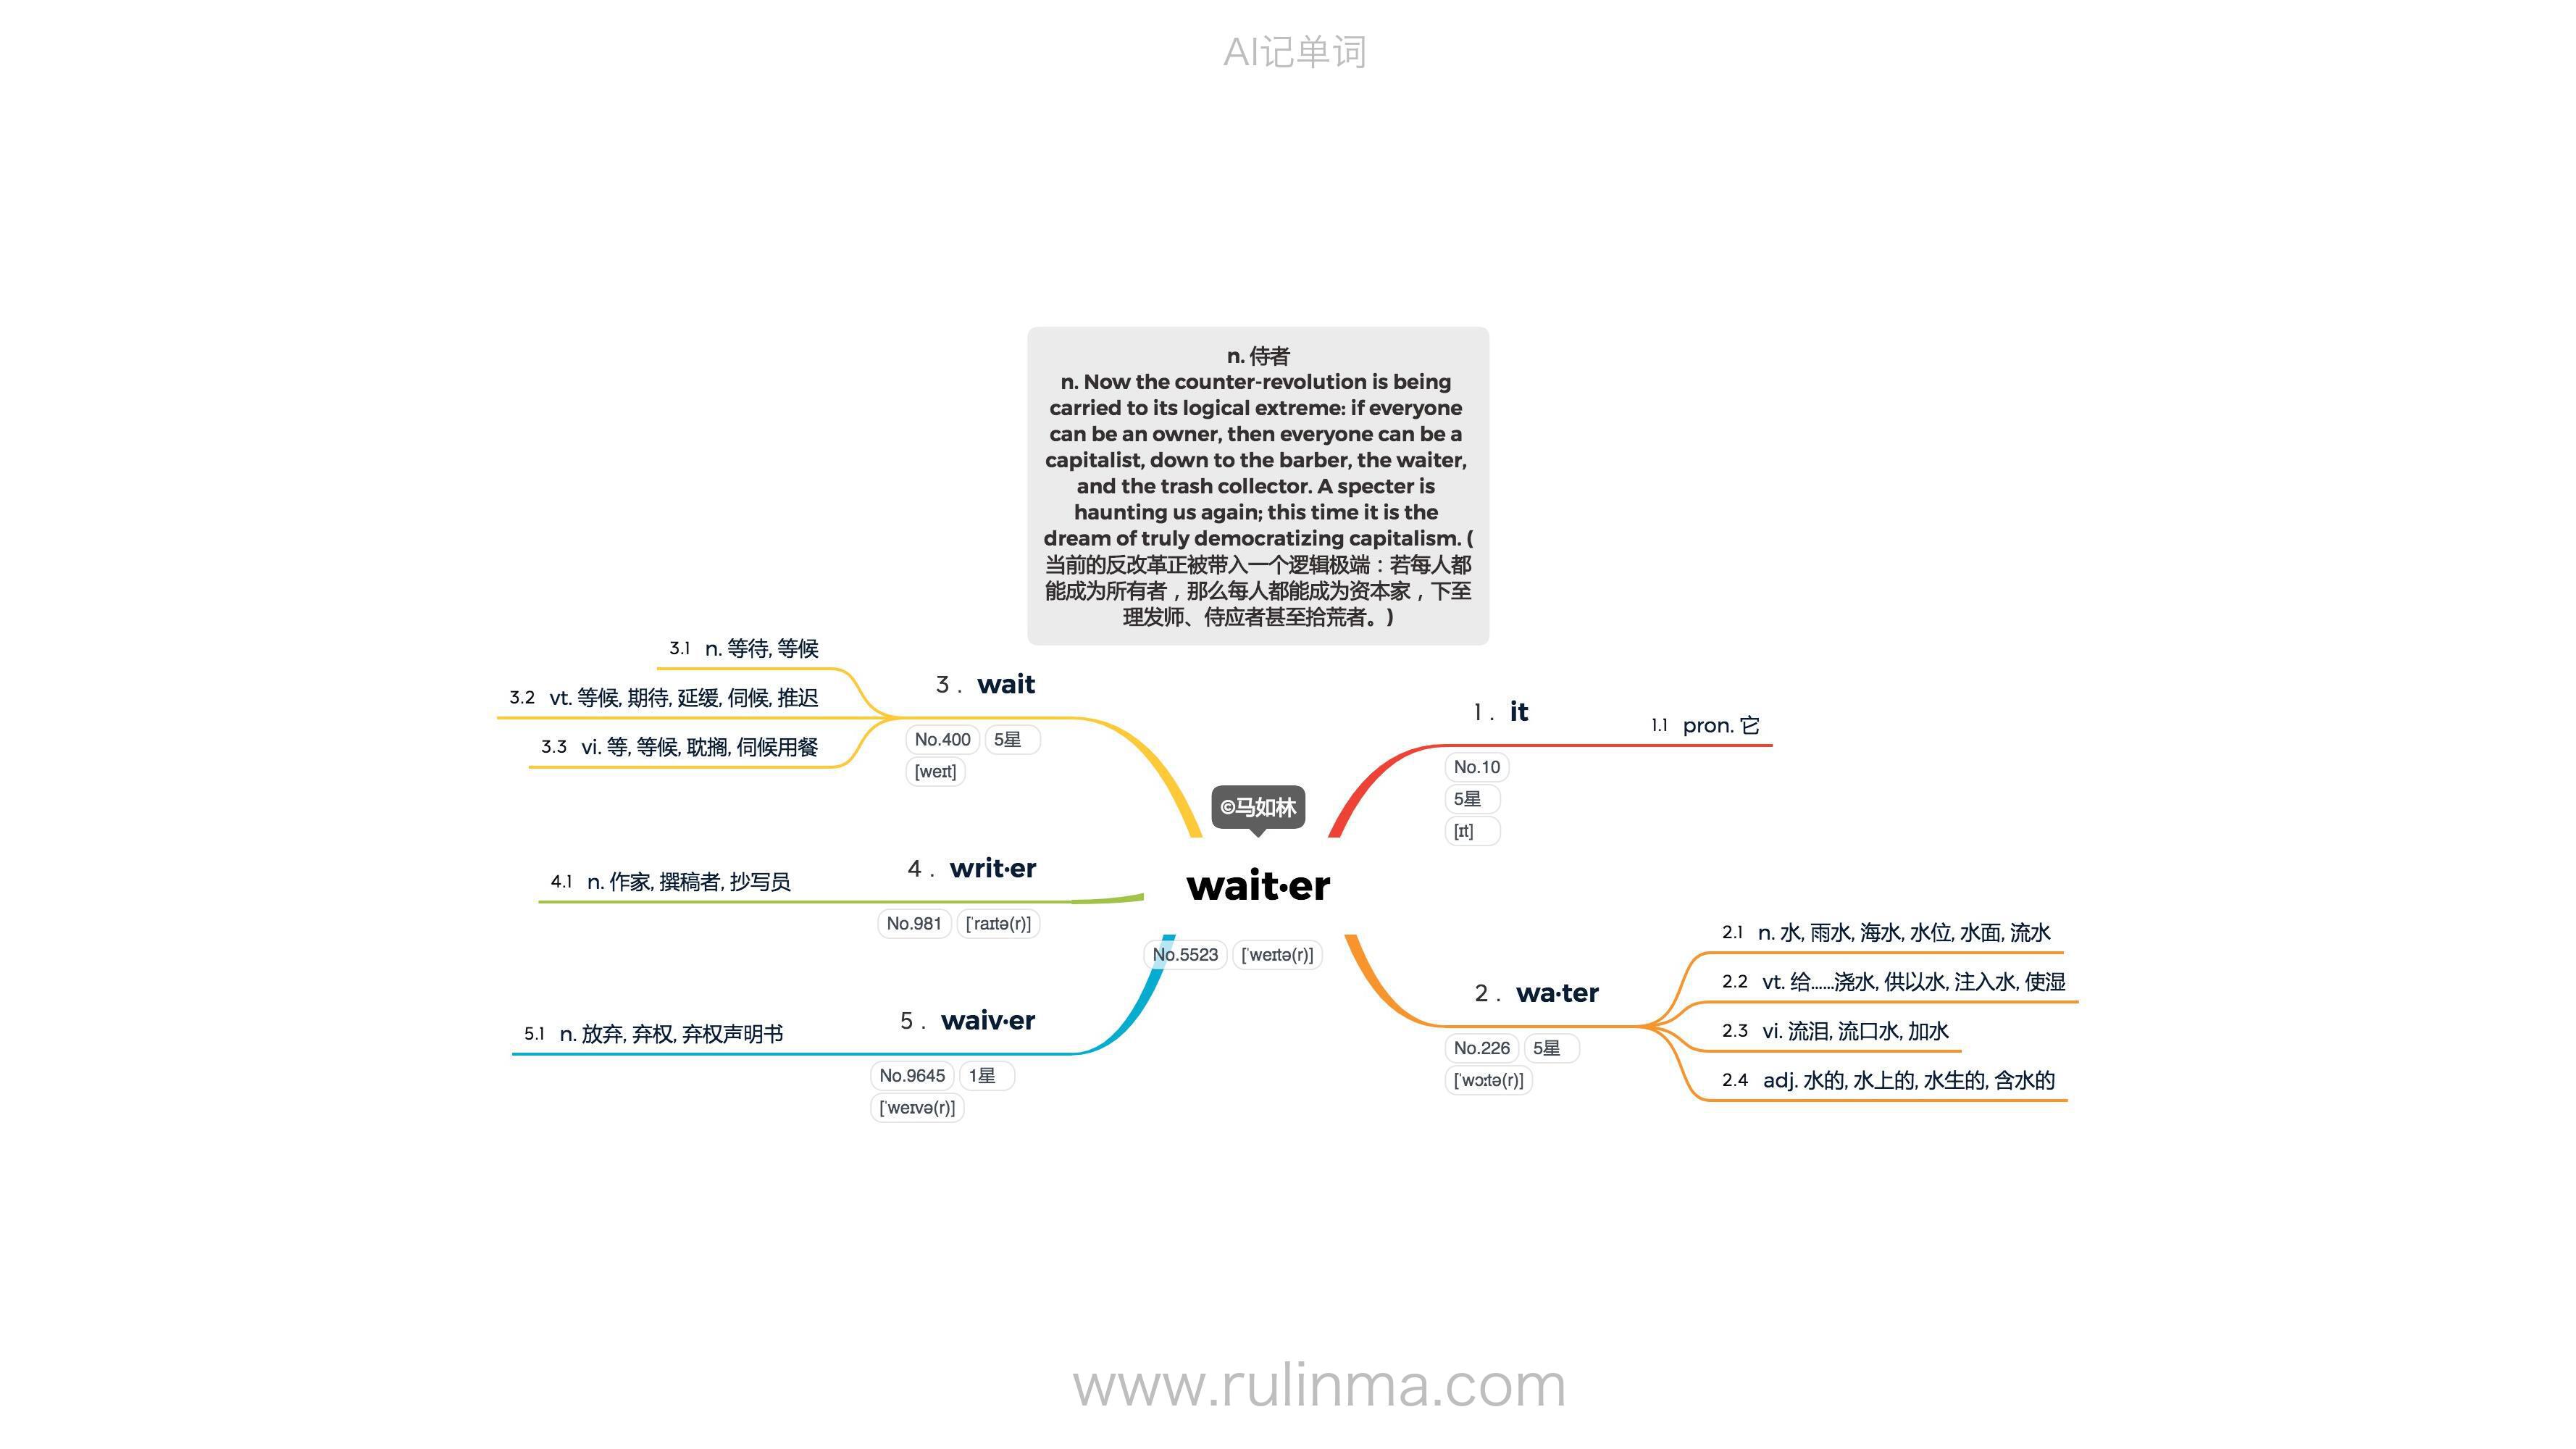 AI记单词
n. 侍者
n. Now the counter-revolution is being
carried to its logical extreme: if everyone
can be an owner, then everyone can be a
capitalist, down to the barber, the waiter,
and the trash collector. A specter is
haunting us again; this time it is the
dream of truly democratizing capitalism. (
当前的反改革正被带入一个逻辑极端：若每人都
能成为所有者，那么每人都能成为资本家，下至
理发师、侍应者甚至拾荒者。)
©马如林
wait·er
No.5523 [ˈweɪtə(r)]
1 . it
No.10
5星
[ɪt]
1.1 pron. 它
2 . wa·ter
No.226 5星
[ˈwɔːtə(r)]
2.1 n. 水, 雨水, 海水, 水位, 水面, 流水
2.2 vt. 给……浇水, 供以水, 注入水, 使湿
2.3 vi. 流泪, 流口水, 加水
2.4 adj. 水的, 水上的, 水生的, 含水的
3 . wait
No.400 5星
[weɪt]
3.1 n. 等待, 等候
3.2 vt. 等候, 期待, 延缓, 伺候, 推迟
3.3 vi. 等, 等候, 耽搁, 伺候用餐
4 . writ·er
No.981 [ˈraɪtə(r)]
4.1 n. 作家, 撰稿者, 抄写员
5 . waiv·er
No.9645 1星
[ˈweɪvə(r)]
5.1 n. 放弃, 弃权, 弃权声明书
www.rulinma.com